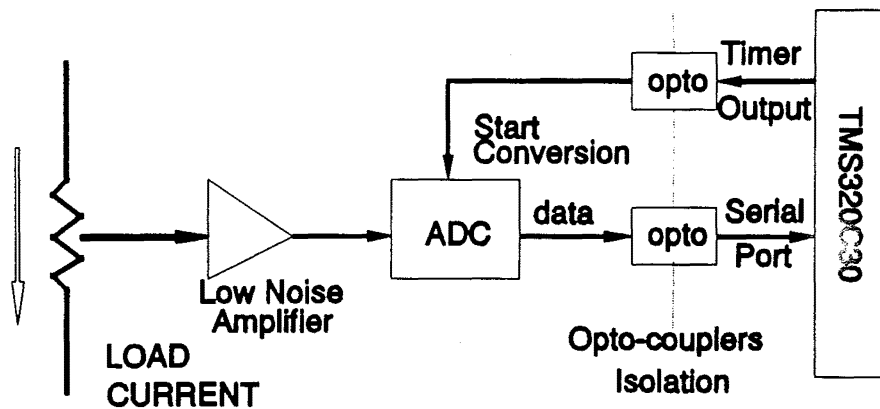 Timer
opto
Output
Start
Conversion
TMS320C30
ADC
data
opto
Serial
Port
Low Noise
Amplifier
LOAD
CURRENT
Opto-couplers
Isolation